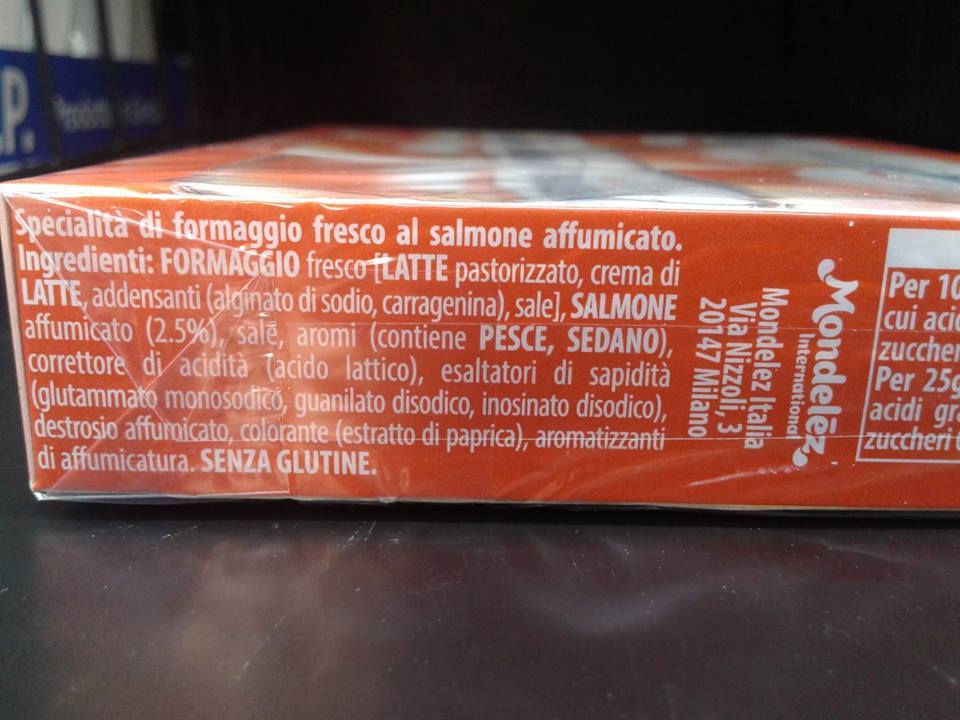 P.
Specialità di formaggio fresco al salmone affumicato.
Ingredienti: FORMAGGIO fresco [LATTE pastorizzato, crema di
LATTE, addensanti (alginato di sodio, carragenina), sale], SALMONE
affumicato (2.5%), sale, aromi (contiene PESCE, SEDANO),
correttore di acidità (acido lattico), esaltatori di sapidità
(glutammato monosodico, guanilato disodico, inosinato disodico),
destrosio affumicato, colorante (estratto di paprica), aromatizzanti
di affumicatura. SENZA GLUTINE.
Mondelēz
International
Mondelez Italia
Via Nizzoli, 3
20147 Milano
Per 10
cui acid
zuccher
Per 25g
acidi gra
zuccheri (